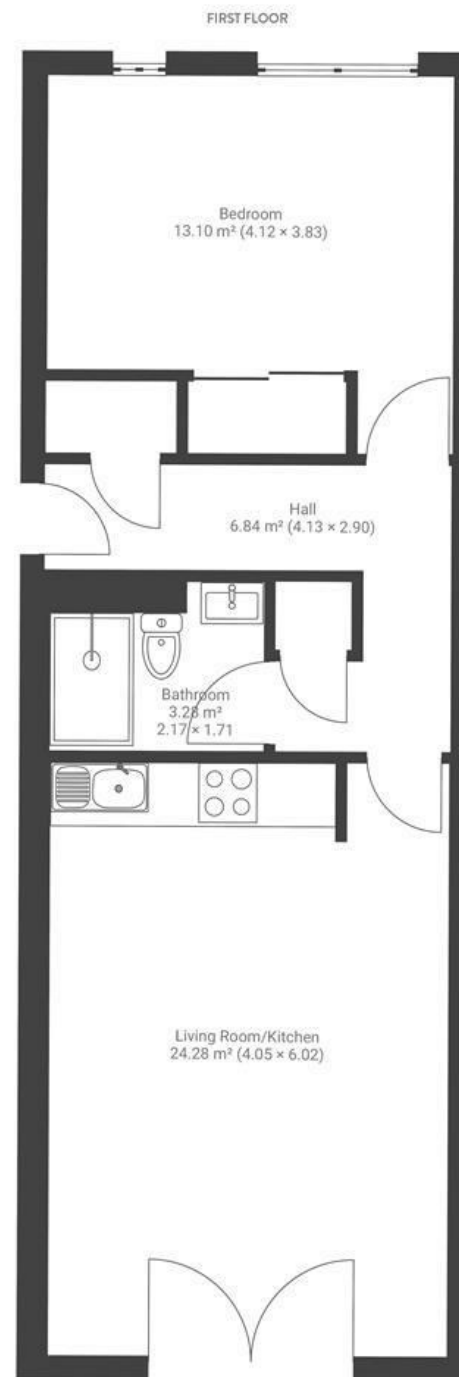 FIRST FLOOR
Bedroom
13.10 m² (4.12 × 3.83)
Hall
6.84 m² (4.13 × 2.90)
Bathroom
3.28 m²
2.17 × 1.71
Living Room/Kitchen
24.28 m² (4.05 × 6.02)